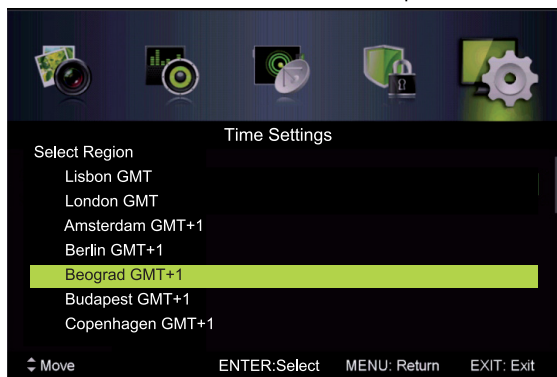 Time Settings
Select Region
Lisbon GMT
London GMT
Amsterdam GMT+1
Berlin GMT+1
Beograd GMT+1
Budapest GMT+1
Copenhagen GMT+1
Move ENTER:Select MENU: Return EXIT: Exit